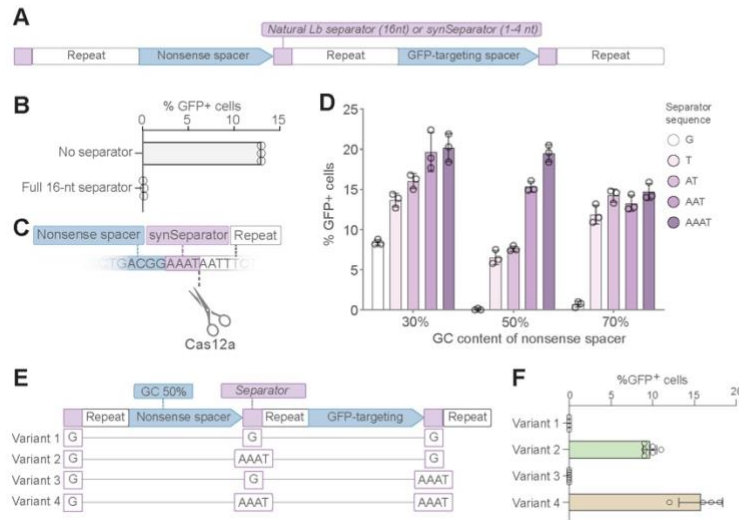 A
Natural Lb separator (16nt) or synSeparator (1-4 nt)
Repeat Nonsense spacer Repeat GFP-targeting spacer Repeat
B
% GFP+ cells
0 5 10 15
No separator
Full 16-nt separator
C
Nonsense spacer synSeparator Repeat
CTGACGGAAATAATTTCT
Cas12a
D
% GFP+ cells
25
20
15
10
5
0
30% 50% 70%
GC content of nonsense spacer
Separator
sequence
G
T
AT
AAT
AAAT
E
GC 50% Separator
Repeat Nonsense spacer Repeat GFP-targeting Repeat
Variant 1 G G G
Variant 2 G AAAT G
Variant 3 G G AAAT
Variant 4 G AAAT AAAT
F
%GFP+ cells
0 10 20
Variant 1
Variant 2
Variant 3
Variant 4